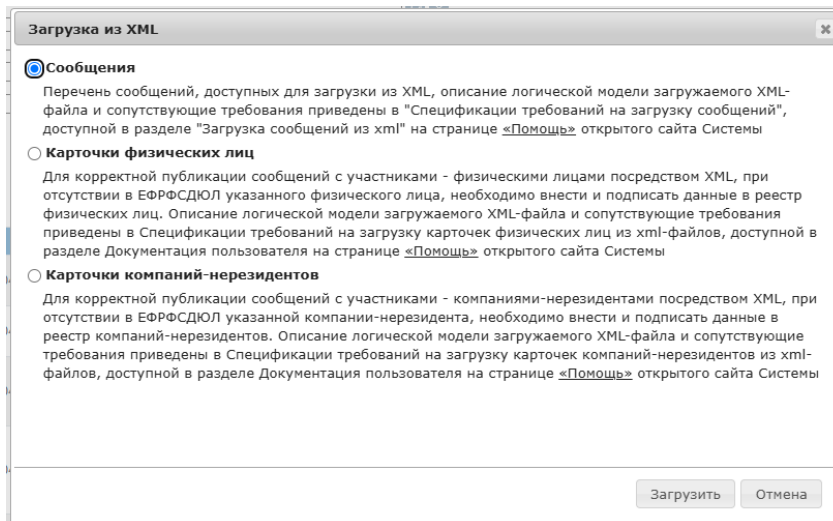 Загрузка из XML
Сообщения
Перечень сообщений, доступных для загрузки из XML, описание логической модели загружаемого XML-
файла и сопутствующие требования приведены в "Спецификации требований на загрузку сообщений",
доступной в разделе "Загрузка сообщений из xml" на странице «Помощь» открытого сайта Системы
Карточки физических лиц
Для корректной публикации сообщений с участниками - физическими лицами посредством XML, при
отсутствии в ЕФРФСДЮЛ указанного физического лица, необходимо внести и подписать данные в реестр
физических лиц. Описание логической модели загружаемого XML-файла и сопутствующие требования
приведены в Спецификации требований на загрузку карточек физических лиц из xml-файлов, доступной в
разделе Документация пользователя на странице «Помощь» открытого сайта Системы
Карточки компаний-нерезидентов
Для корректной публикации сообщений с участниками - компаниями-нерезидентами посредством XML, при
отсутствии в ЕФРФСДЮЛ указанной компании-нерезидента, необходимо внести и подписать данные в
реестр компаний-нерезидентов. Описание логической модели загружаемого XML-файла и сопутствующие
требования приведены в Спецификации требований на загрузку карточек компаний-нерезидентов из xml-
файлов, доступной в разделе Документация пользователя на странице «Помощь» открытого сайта Системы
Загрузить Отмена